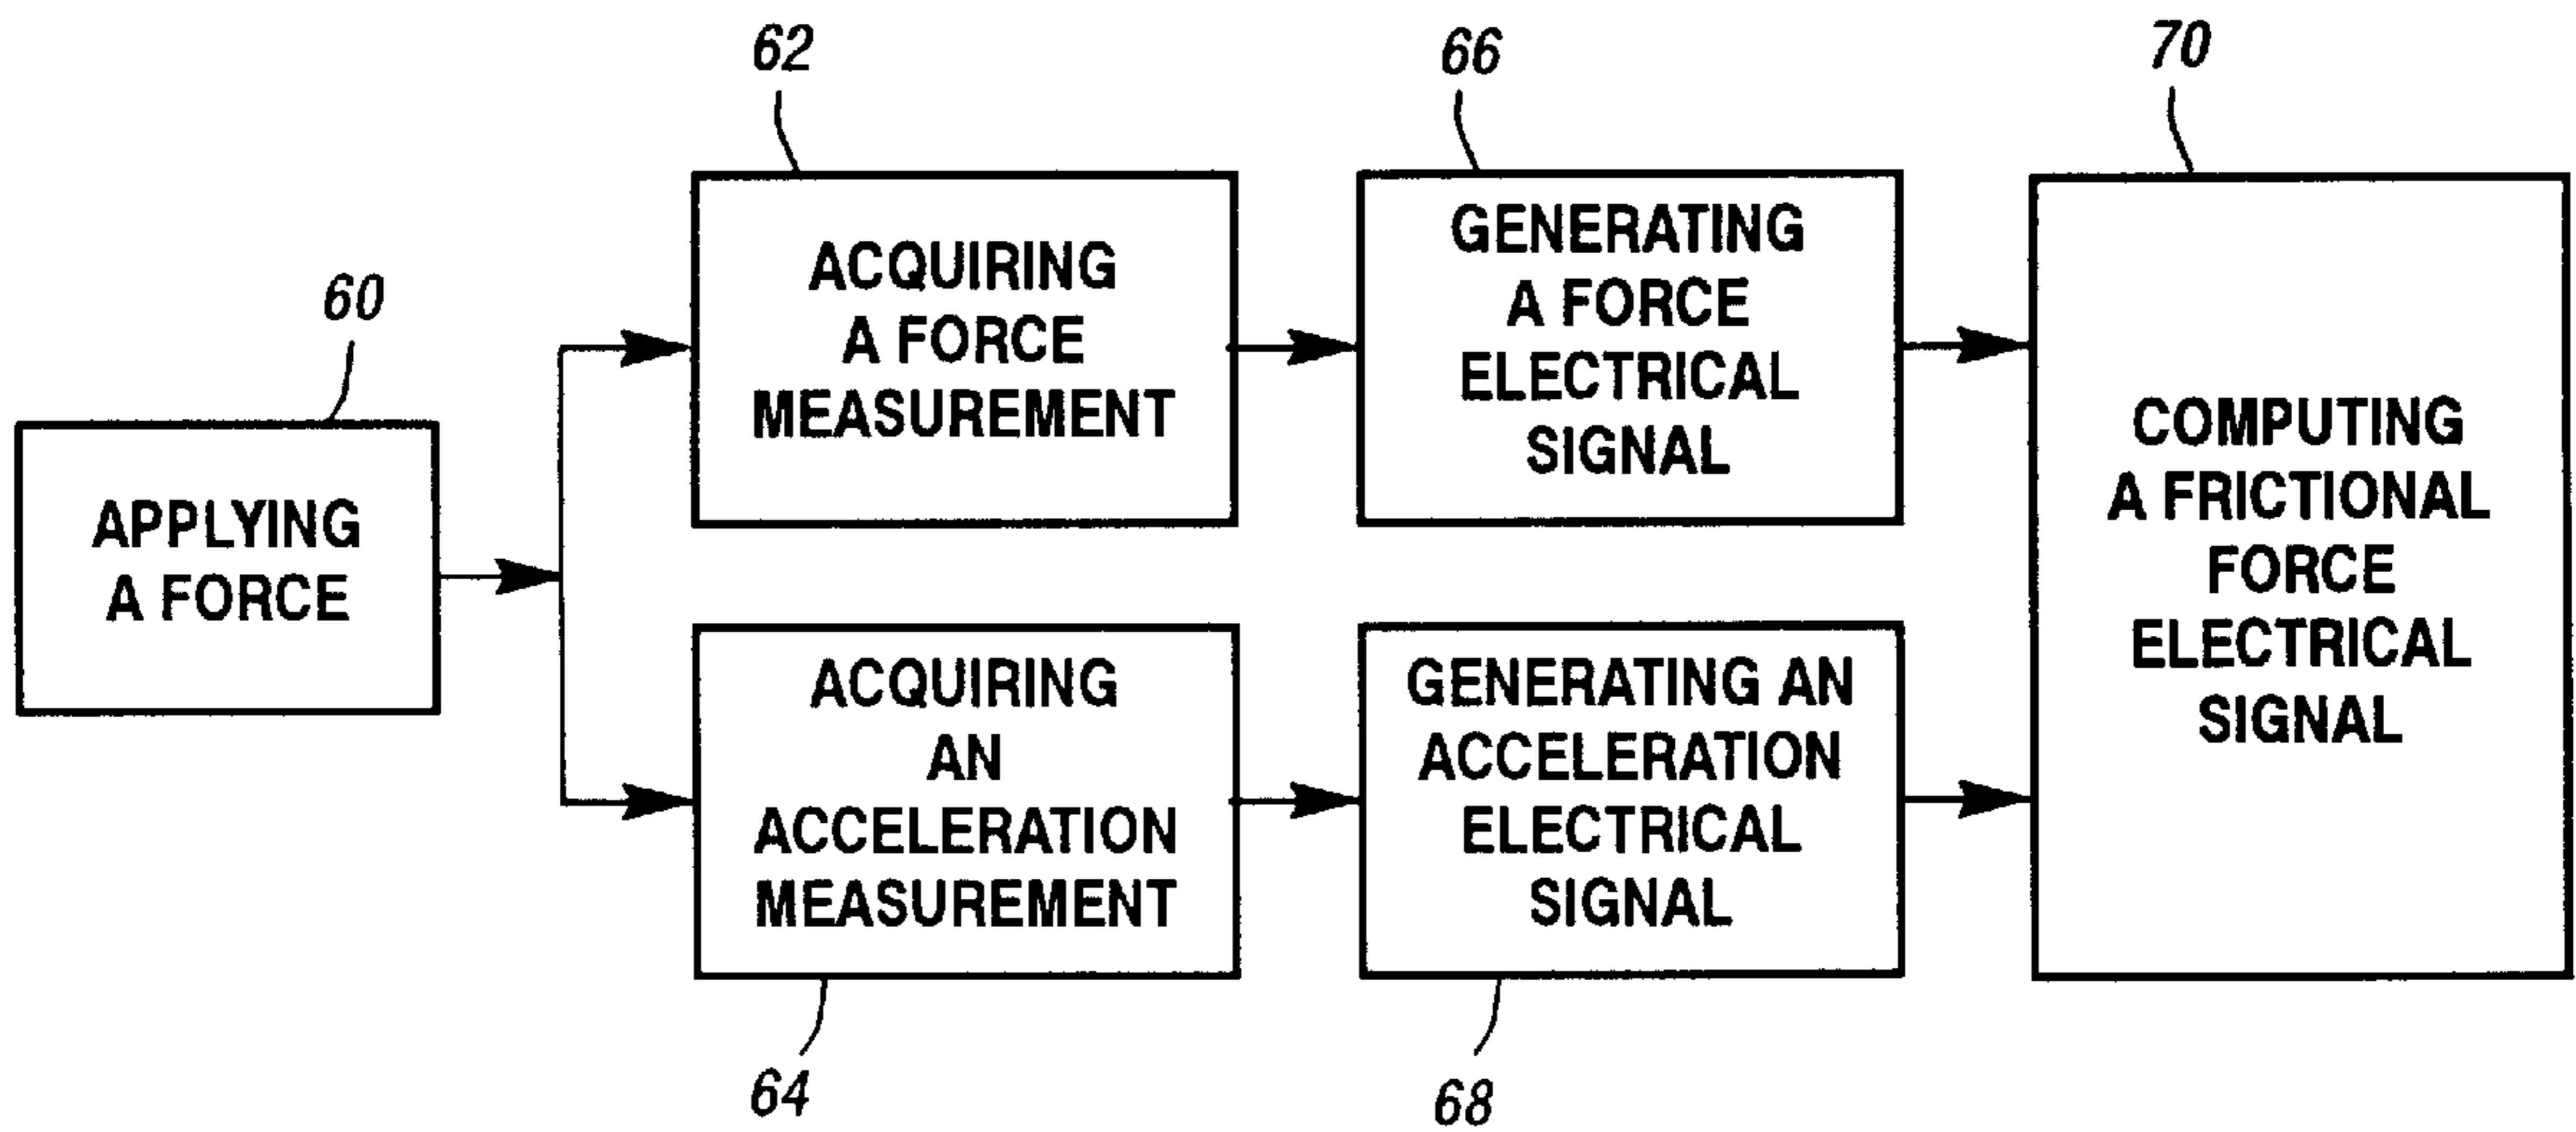 60
APPLYING
A FORCE
62
ACQUIRING
A FORCE
MEASUREMENT
64
ACQUIRING
AN
ACCELERATION
MEASUREMENT
66
GENERATING
A FORCE
ELECTRICAL
SIGNAL
68
GENERATING AN
ACCELERATION
ELECTRICAL
SIGNAL
70
COMPUTING
A FRICTIONAL
FORCE
ELECTRICAL
SIGNAL